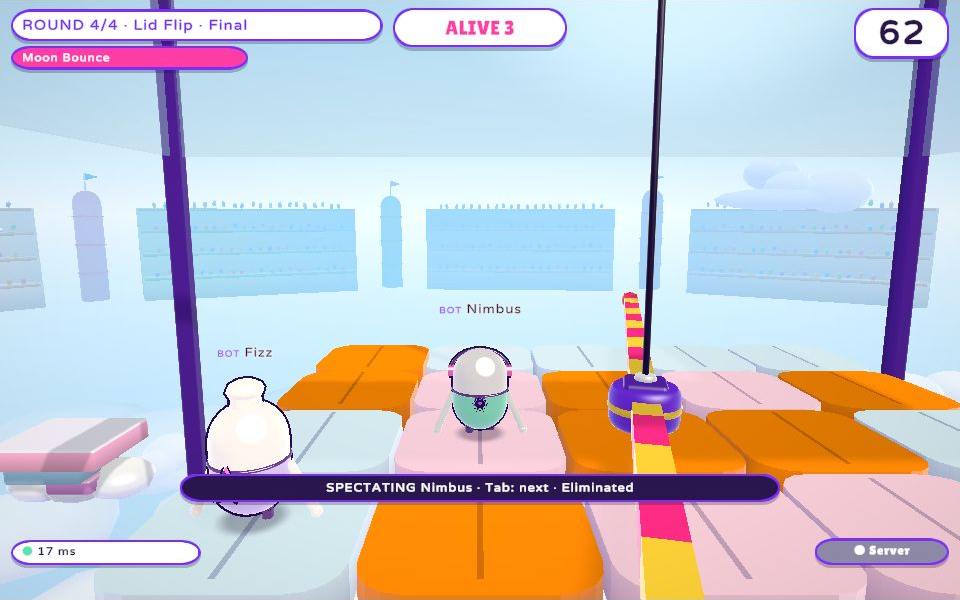 ROUND 4/4 · Lid Flip · Final
ALIVE 3
62
Moon Bounce
BOT Nimbus
BOT Fizz
SPECTATING Nimbus · Tab: next · Eliminated
17 ms
Server